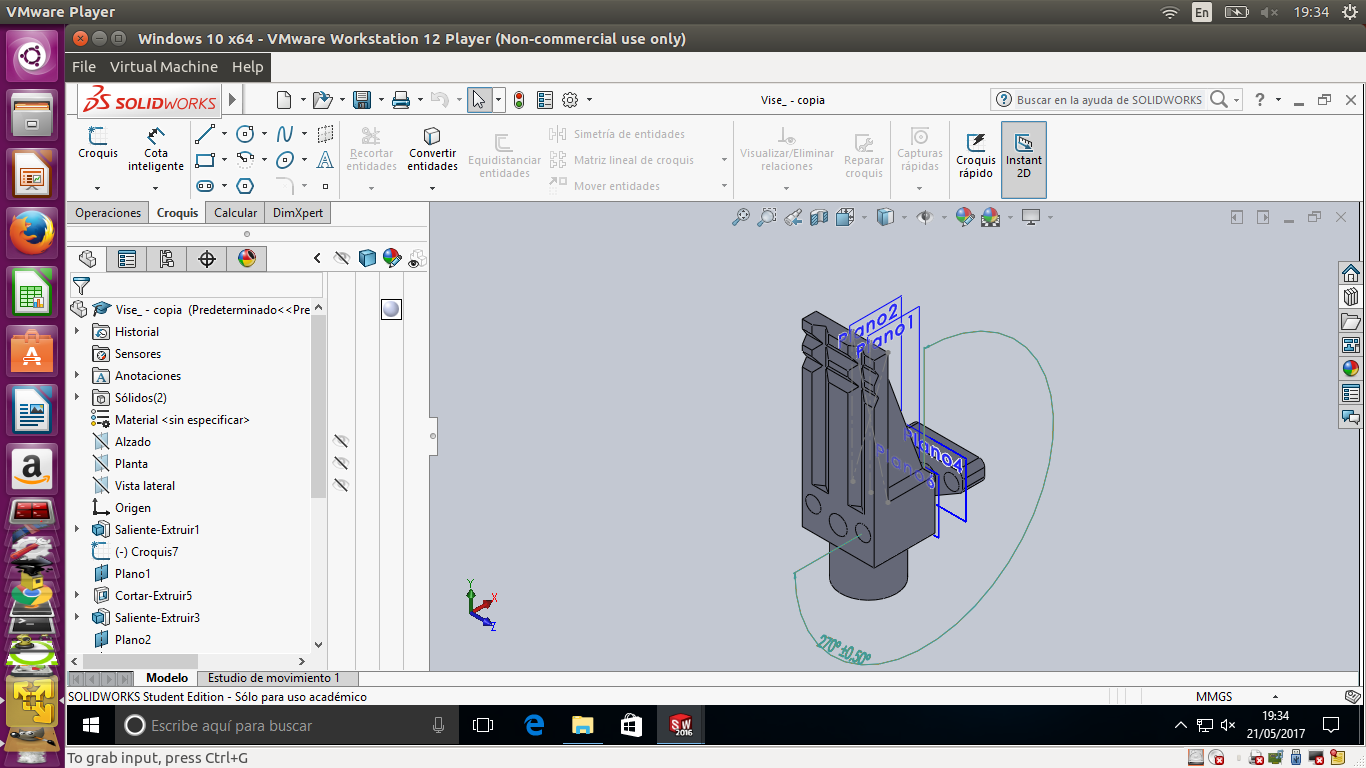 VMware Player
En
19:34
Windows 10 x64 - VMware Workstation 12 Player (Non-commercial use only)
File Virtual Machine Help
SOLIDWORKS
Vise_ - copia
Buscar en la ayuda de SOLIDWORKS
?
Croquis
Cota inteligente
Recortar entidades
Convertir entidades
Equidistanciar entidades
Simetría de entidades
Matriz lineal de croquis
Mover entidades
Visualizar/Eliminar relaciones
Reparar croquis
Capturas rápidas
Croquis rápido
Instant 2D
Operaciones Croquis Calcular DimXpert
Vise_ - copia (Predeterminado<<Pre
Historial
Sensores
Anotaciones
Sólidos(2)
Material <sin especificar>
Alzado
Planta
Vista lateral
Origen
Saliente-Extruir1
(-) Croquis7
Plano1
Cortar-Extruir5
Saliente-Extruir3
Plano2
Plano2
Plano1
Plano4
270° ±0,50°
Y
X
Z
Modelo Estudio de movimiento 1
SOLIDWORKS Student Edition - Sólo para uso académico
MMGS
Escribe aquí para buscar
SW
2016
19:34
21/05/2017
To grab input, press Ctrl+G